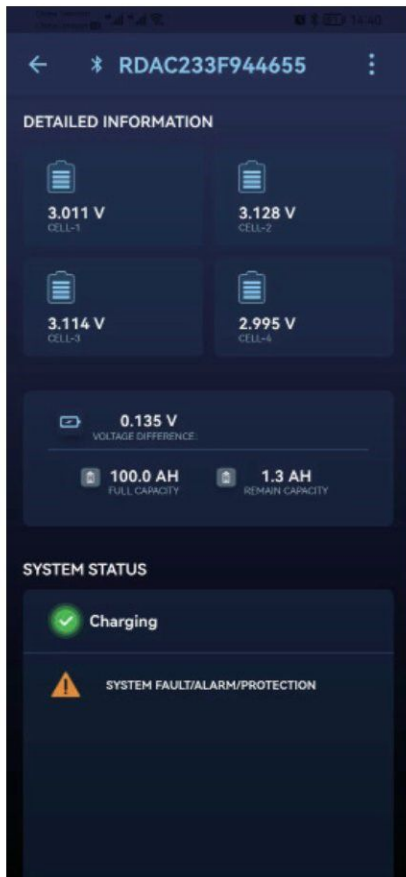 14:40
RDAC233F944655
DETAILED INFORMATION
3.011 V
CELL-1
3.128 V
CELL-2
3.114 V
CELL-3
2.995 V
CELL-4
0.135 V
VOLTAGE DIFFERENCE:
100.0 AH
FULL CAPACITY
1.3 AH
REMAIN CAPACITY
SYSTEM STATUS
Charging
SYSTEM FAULT/ALARM/PROTECTION